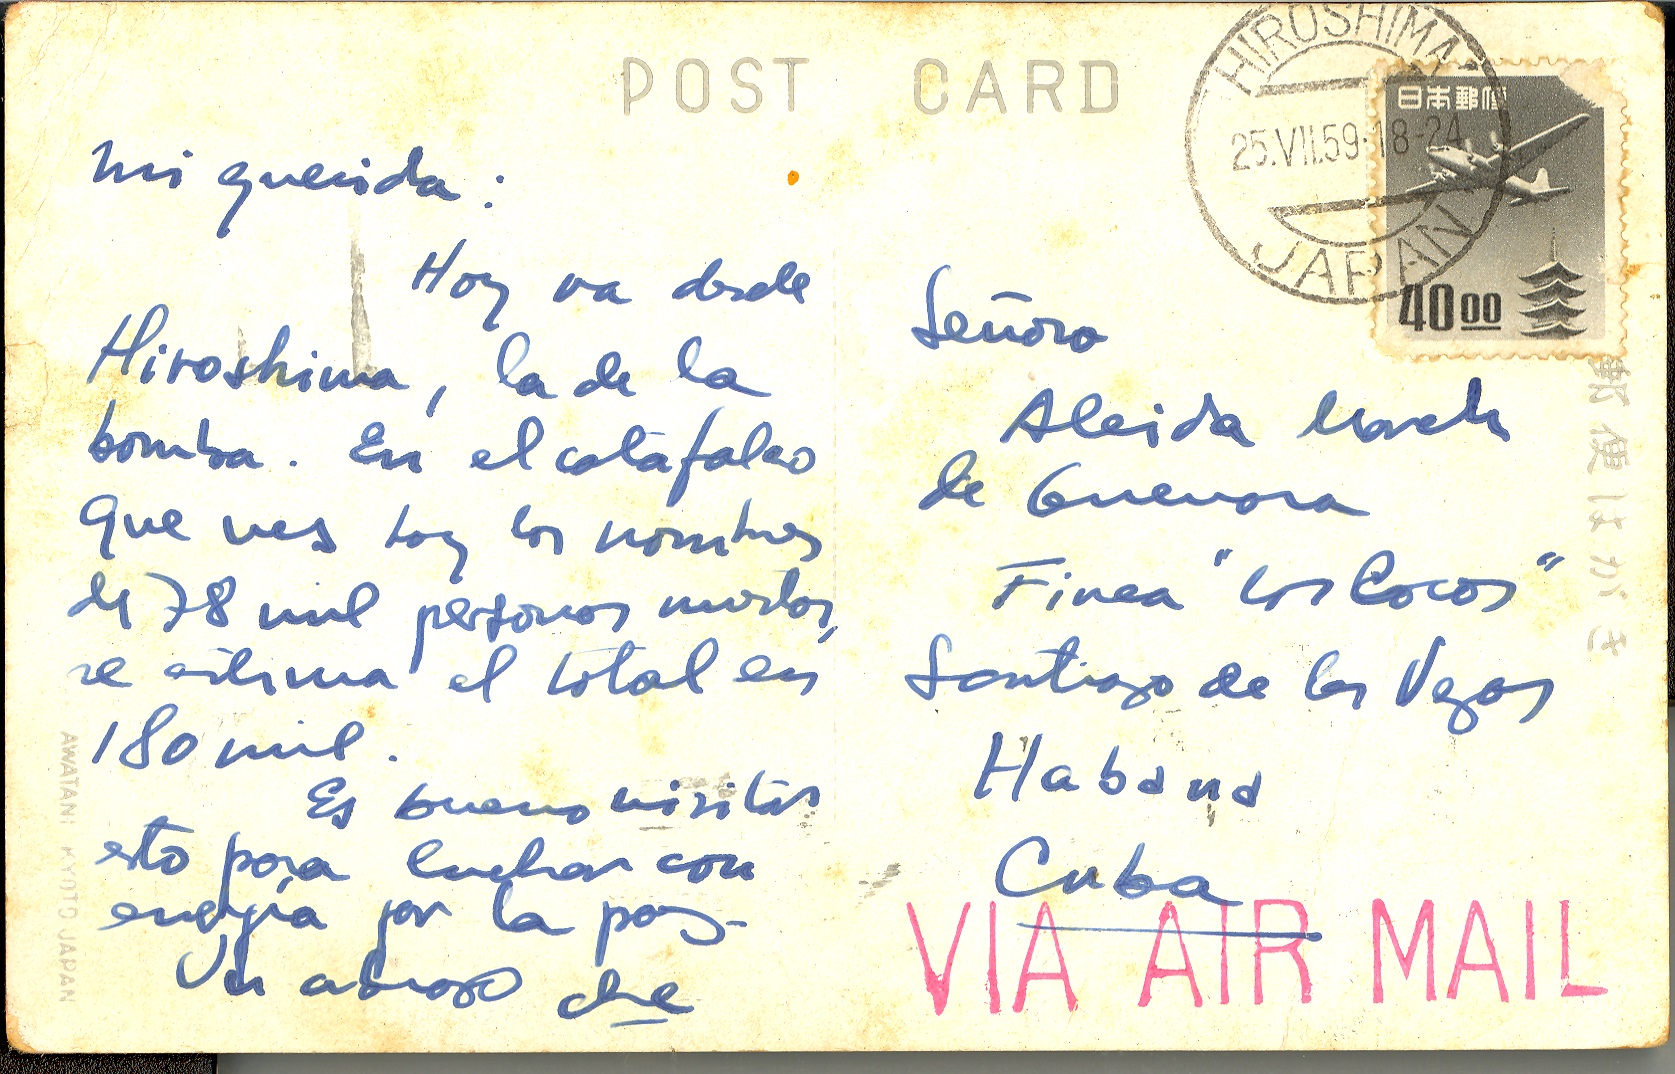 POST CARD
HIROSHIMA
25.VII.59.18-24
JAPAN
日本郵便
40 00
mi querida:
Hoy va desde
Hiroshima, la de la
bomba. En el catafalco
que ves hay los nombres
de 78 mil personas muertas,
se estima el total en
180 mil.
Es bueno visitar
esto para luchar con
energía por la paz.
Un abrazo
che
Señora
Aleida March
de Guevara
Finca "Los Cocos"
Santiago de las Vegas
Habana
Cuba
VIA AIR MAIL
郵便はがき
AWATANI KYOTO JAPAN